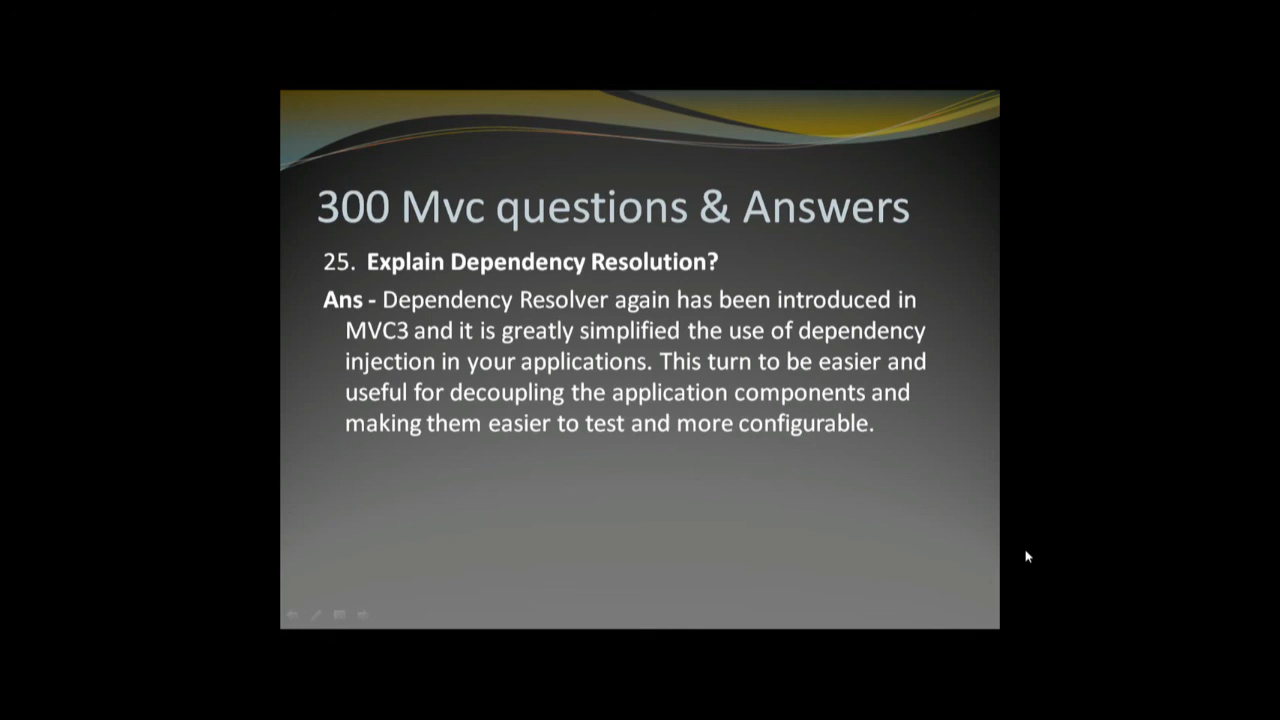 300 Mvc questions & Answers
25. Explain Dependency Resolution?
Ans - Dependency Resolver again has been introduced in
MVC3 and it is greatly simplified the use of dependency
injection in your applications. This turn to be easier and
useful for decoupling the application components and
making them easier to test and more configurable.